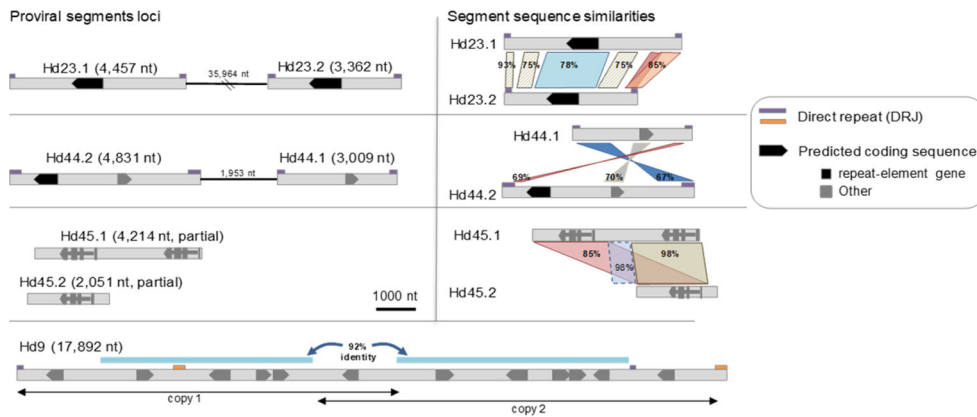 Proviral segments loci
Segment sequence similarities
Hd23.1 (4,457 nt)
35,964 nt
Hd23.2 (3,362 nt)
Hd23.1
93%
75%
78%
75%
85%
Hd23.2
Hd44.2 (4,831 nt)
1,953 nt
Hd44.1 (3,009 nt)
Hd44.1
69%
70%
67%
Hd44.2
Hd45.1 (4,214 nt, partial)
Hd45.2 (2,051 nt, partial)
1000 nt
Hd45.1
85%
98%
98%
Hd45.2
Direct repeat (DRJ)
Predicted coding sequence
repeat-element gene
Other
Hd9 (17,892 nt)
92%
identity
copy 1
copy 2